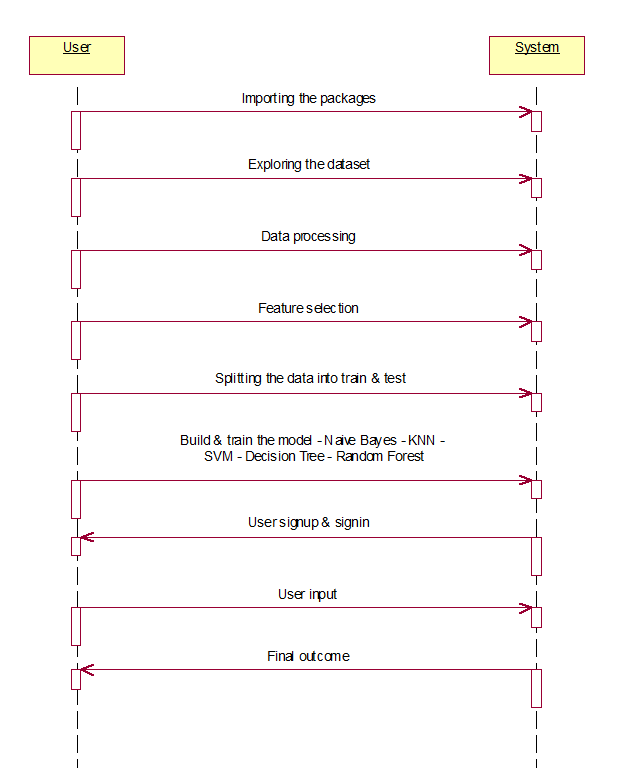 User
System
Importing the packages
Exploring the dataset
Data processing
Feature selection
Splitting the data into train & test
Build & train the model - Naive Bayes - KNN -
SVM - Decision Tree - Random Forest
User signup & signin
User input
Final outcome